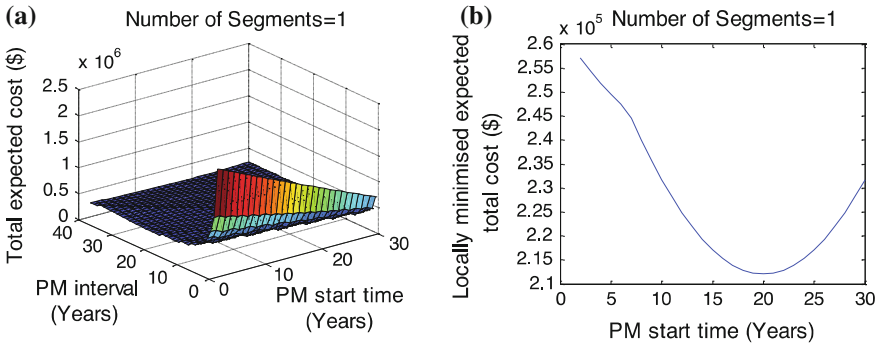 (a)
Number of Segments=1
x 10^6
Total expected cost ($)
2.5
2
1.5
1
0.5
0
40
30
20
10
0
0
10
20
30
PM interval
(Years)
PM start time
(Years)
(b)
Number of Segments=1
x 10^5
Locally minimised expected
total cost ($)
2.6
2.55
2.5
2.45
2.4
2.35
2.3
2.25
2.2
2.15
2.1
0
5
10
15
20
25
30
PM start time (Years)